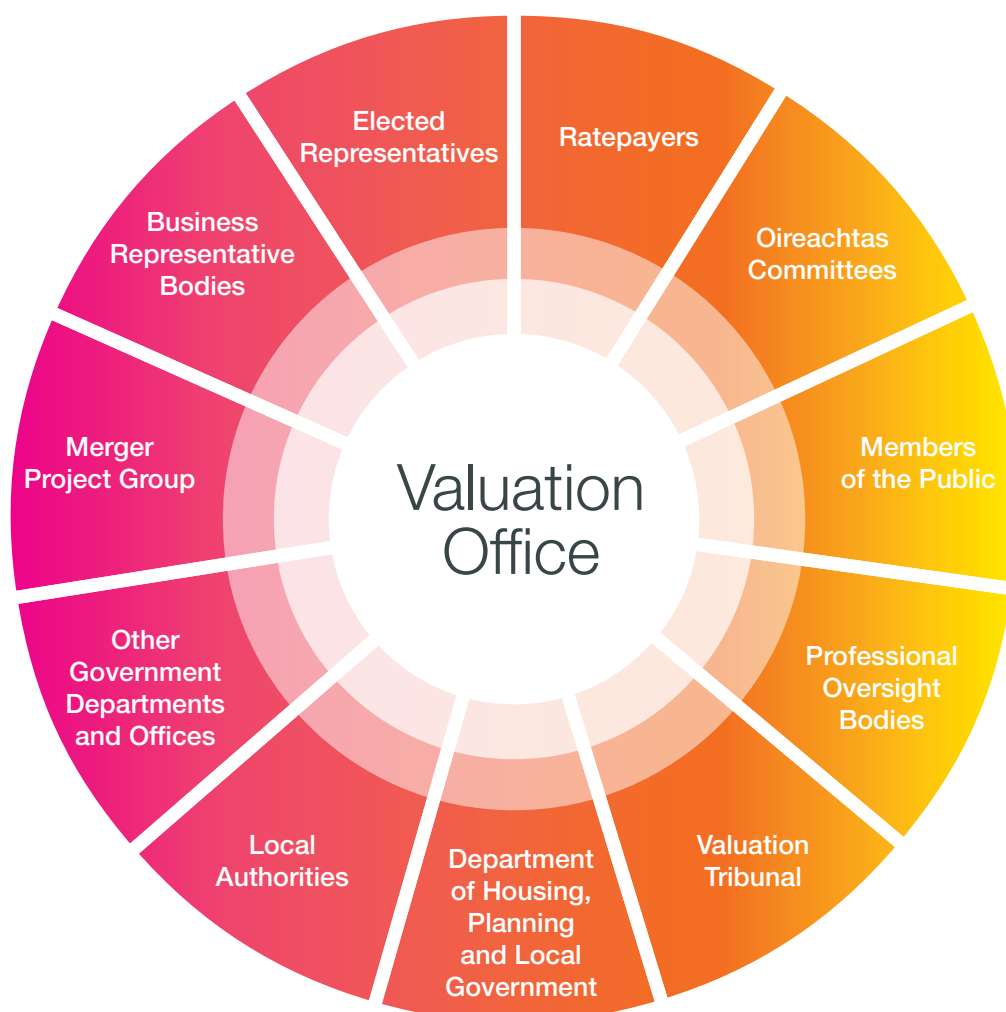 Elected
Representatives
Ratepayers
Oireachtas
Committees
Members
of the Public
Professional
Oversight
Bodies
Valuation
Tribunal
Department
of Housing,
Planning
and Local
Government
Local
Authorities
Other
Government
Departments
and Offices
Merger
Project Group
Business
Representative
Bodies
Valuation
Office